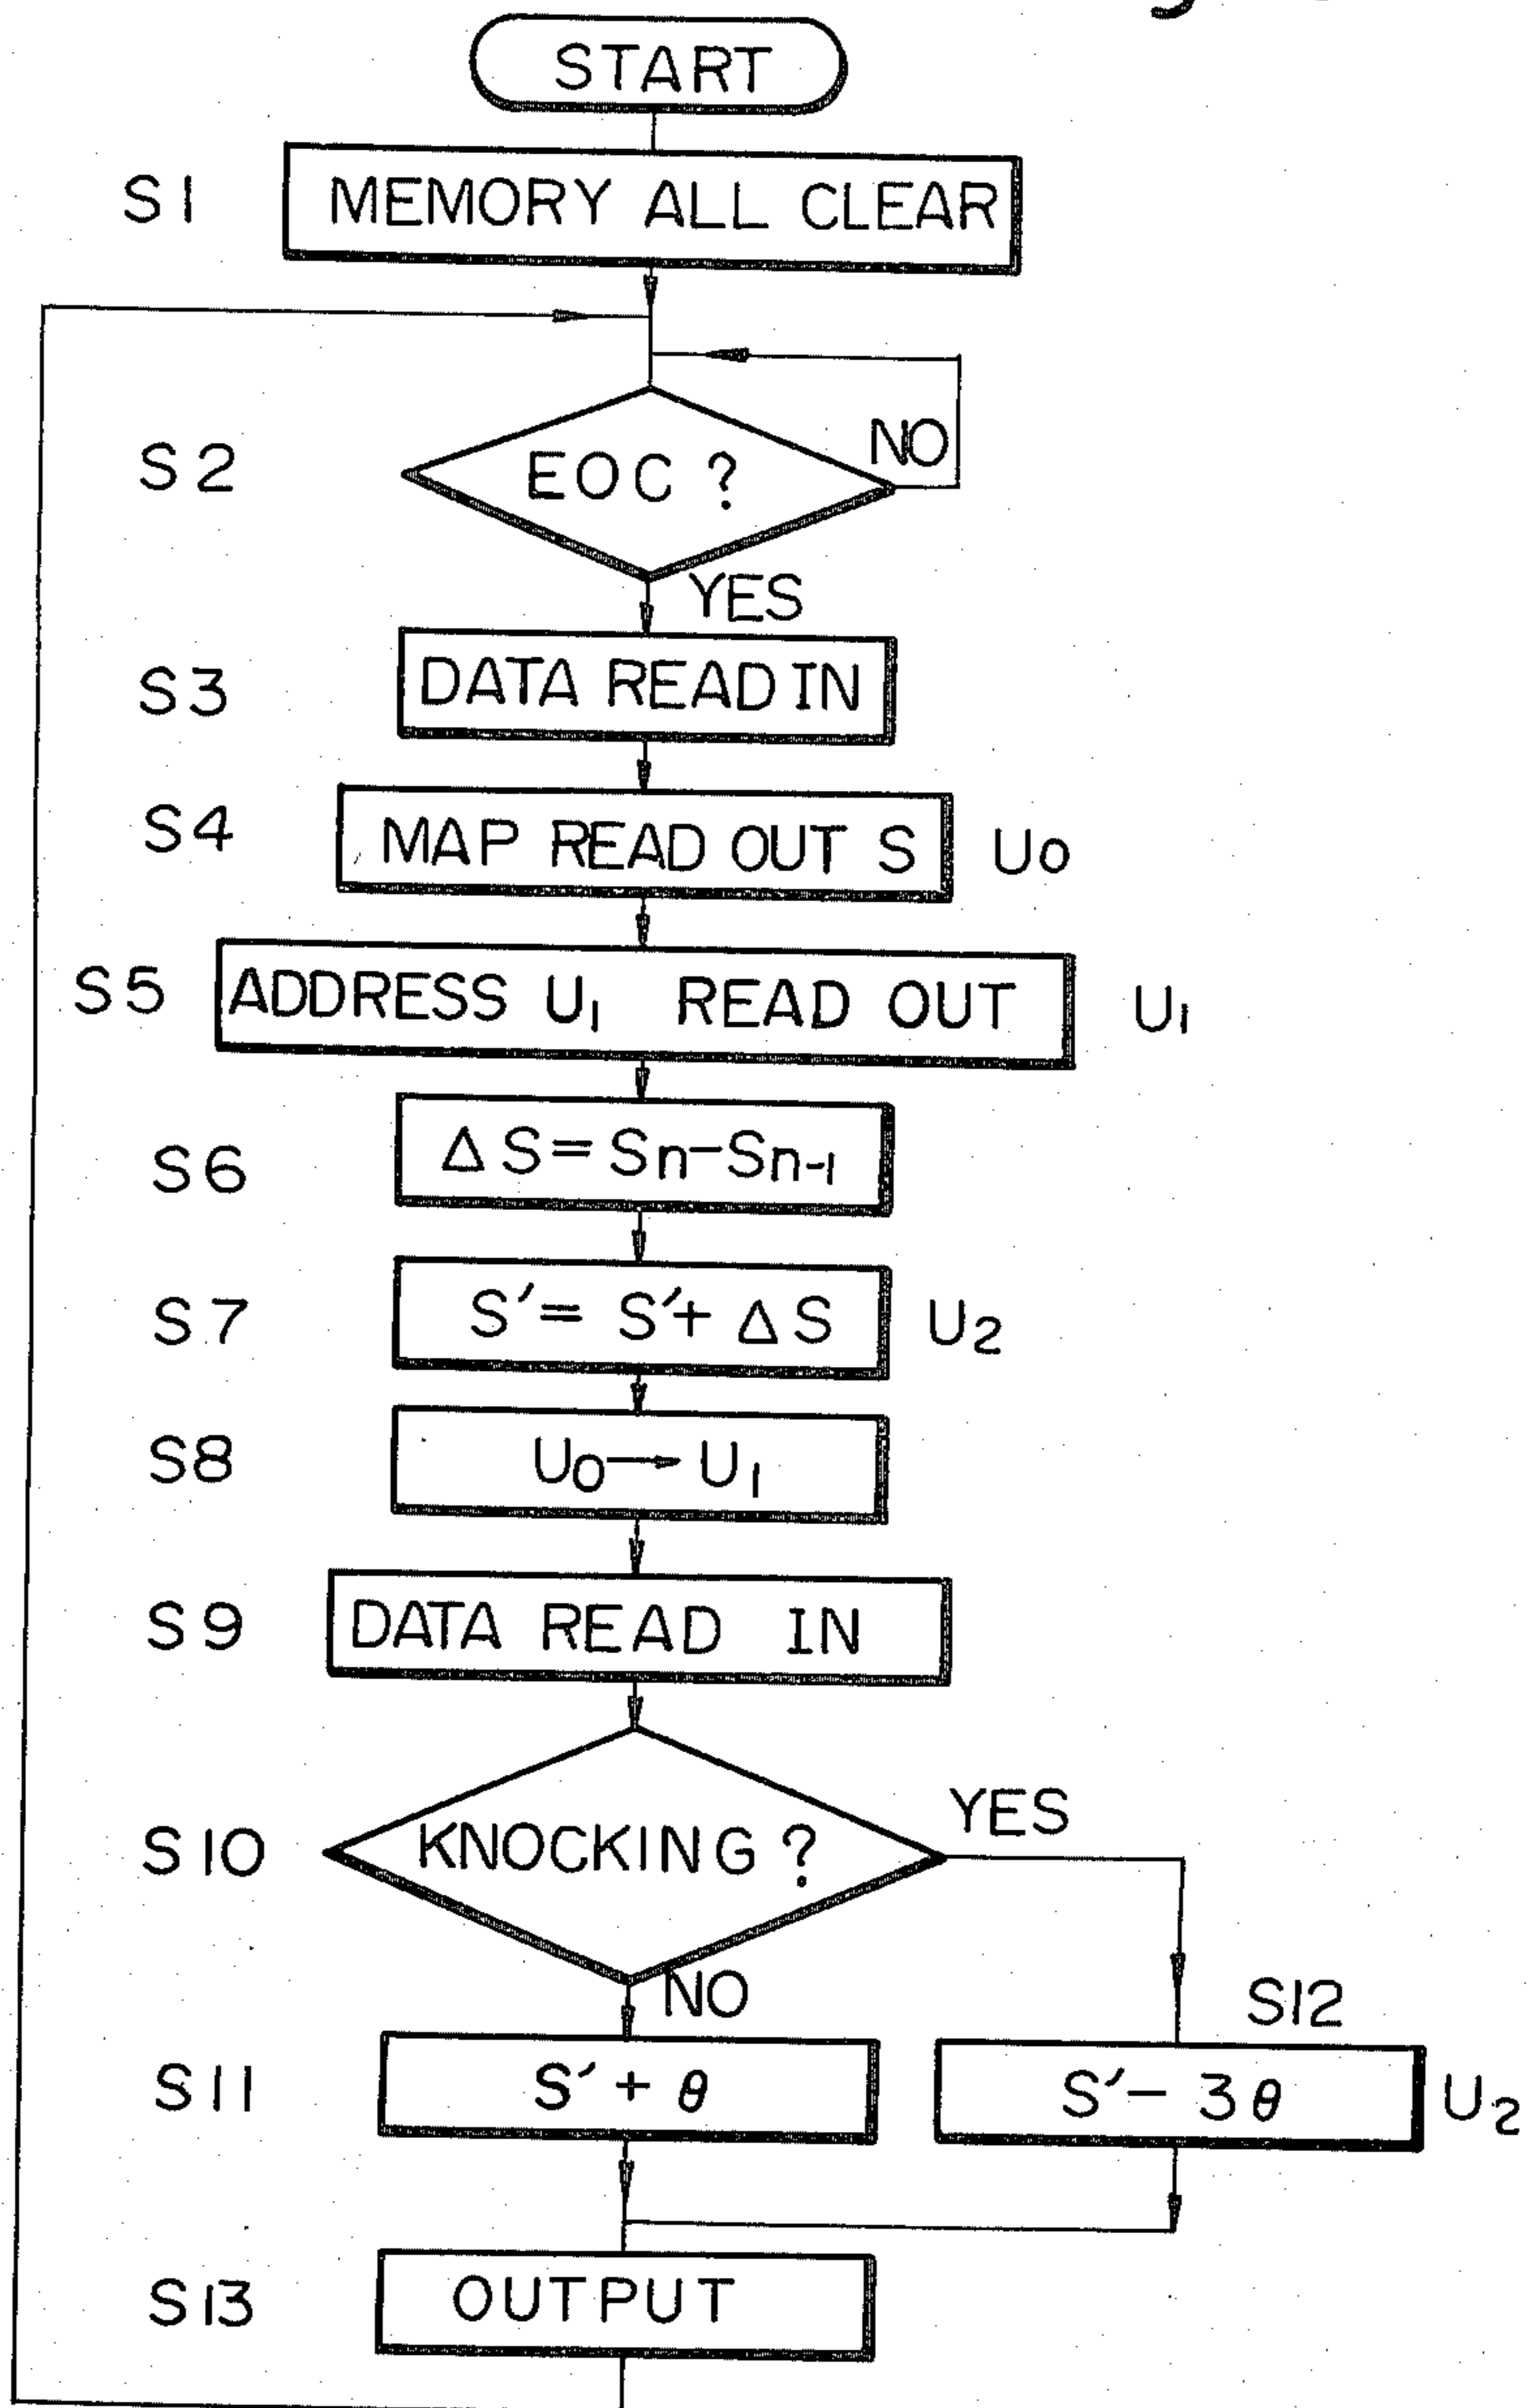 START
S1 MEMORY ALL CLEAR
S2 EOC ? NO
YES
S3 DATA READ IN
S4 MAP READ OUT S U0
S5 ADDRESS U1 READ OUT U1
S6 ΔS=Sn-Sn-1
S7 S'= S'+ ΔS U2
S8 U0→U1
S9 DATA READ IN
S10 KNOCKING ? YES
NO
S12
S11 S'+ θ S'- 3θ U2
S13 OUTPUT